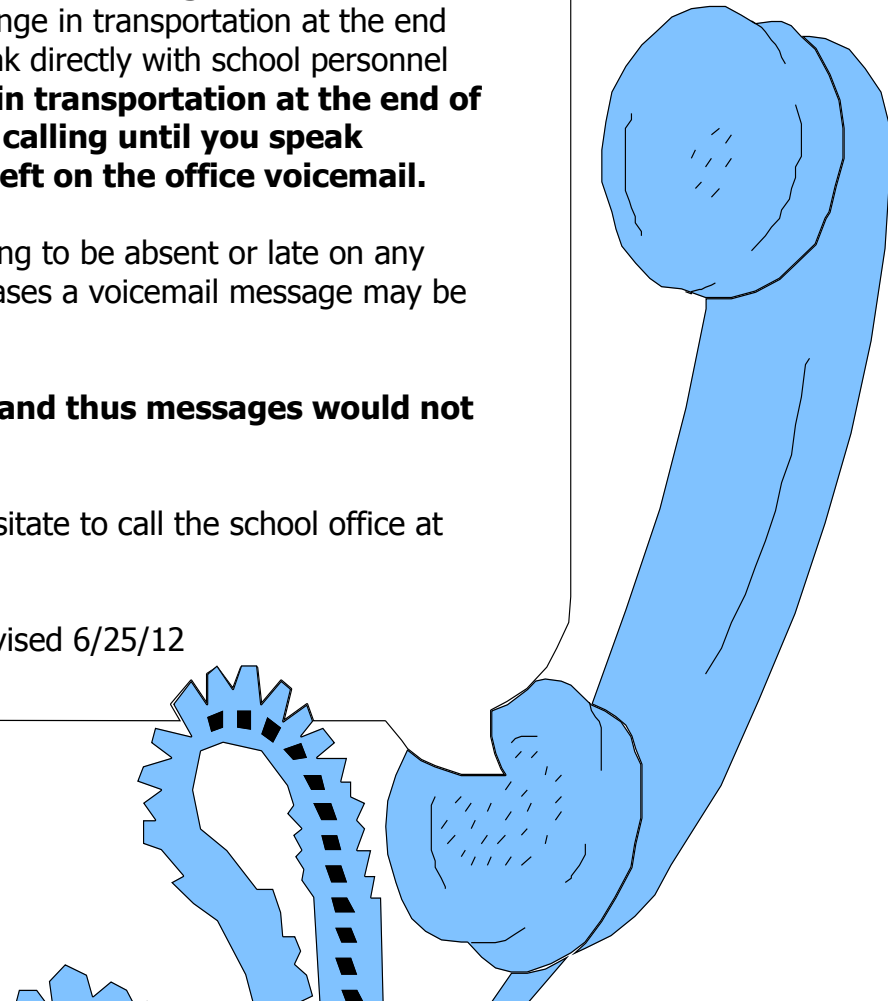 nge in transportation at the end
k directly with school personnel
in transportation at the end of
calling until you speak
eft on the office voicemail.
ng to be absent or late on any
ases a voicemail message may be
and thus messages would not
sitate to call the school office at
vised 6/25/12